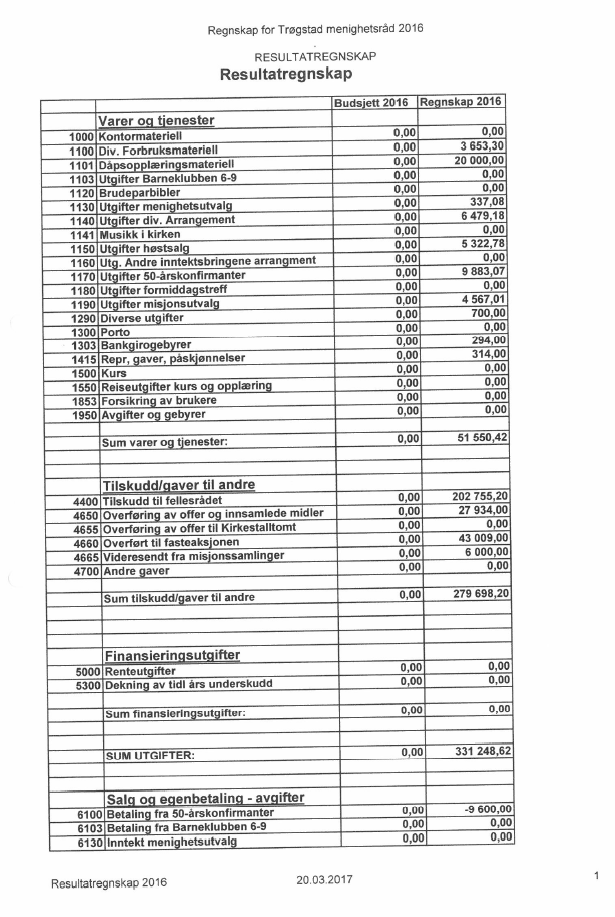 Regnskap for Trøgstad menighetsråd 2016
RESULTATREGNSKAP
Resultatregnskap
Budsjett 2016 Regnskap 2016
Varer og tjenester
1000 Kontormateriell 0,00 0,00
1100 Div. Forbruksmateriell 0,00 3 653,30
1101 Dåpsopplæringsmateriell 0,00 20 000,00
1103 Utgifter Barneklubben 6-9 0,00 0,00
1120 Brudeparbibler 0,00 0,00
1130 Utgifter menighetsutvalg 0,00 337,08
1140 Utgifter div. Arrangement 0,00 6 479,18
1141 Musikk i kirken 0,00 0,00
1150 Utgifter høstsalg 0,00 5 322,78
1160 Utg. Andre inntektsbringene arrangment 0,00 0,00
1170 Utgifter 50-årskonfirmanter 0,00 9 883,07
1180 Utgifter formiddagstreff 0,00 0,00
1190 Utgifter misjonsutvalg 0,00 4 567,01
1290 Diverse utgifter 0,00 700,00
1300 Porto 0,00 0,00
1303 Bankgirogebyrer 0,00 294,00
1415 Repr, gaver, påskjønnelser 0,00 314,00
1500 Kurs 0,00 0,00
1550 Reiseutgifter kurs og opplæring 0,00 0,00
1853 Forsikring av brukere 0,00 0,00
1950 Avgifter og gebyrer 0,00 0,00
Sum varer og tjenester: 0,00 51 550,42
Tilskudd/gaver til andre
4400 Tilskudd til fellesrådet 0,00 202 755,20
4650 Overføring av offer og innsamlede midler 0,00 27 934,00
4655 Overføring av offer til Kirkestalltomt 0,00 0,00
4660 Overført til fasteaksjonen 0,00 43 009,00
4665 Videresendt fra misjonssamlinger 0,00 6 000,00
4700 Andre gaver 0,00 0,00
Sum tilskudd/gaver til andre 0,00 279 698,20
Finansieringsutgifter
5000 Renteutgifter 0,00 0,00
5300 Dekning av tidl års underskudd 0,00 0,00
Sum finansieringsutgifter: 0,00 0,00
SUM UTGIFTER: 0,00 331 248,62
Salg og egenbetaling - avgifter
6100 Betaling fra 50-årskonfirmanter 0,00 -9 600,00
6103 Betaling fra Barneklubben 6-9 0,00 0,00
6130 Inntekt menighetsutvalg 0,00 0,00
Resultatregnskap 2016 20.03.2017 1